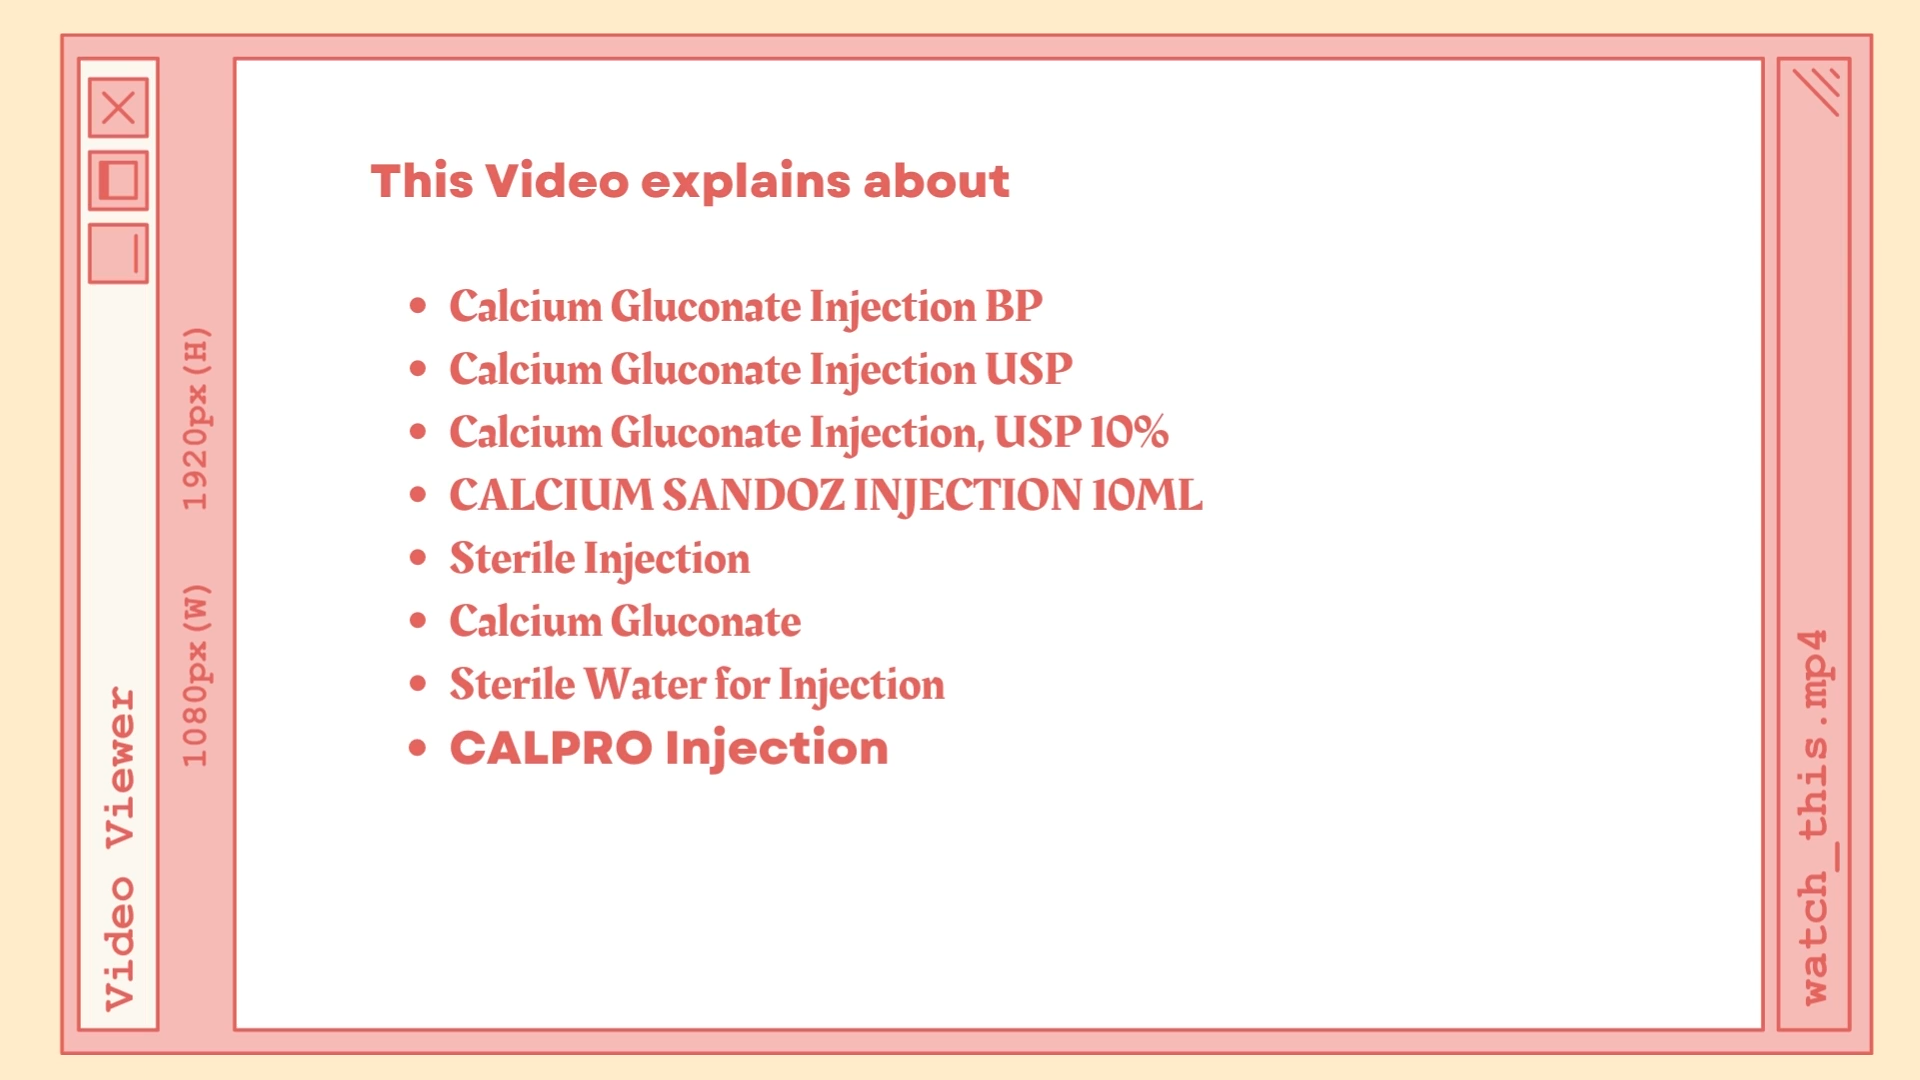 This Video explains about
• Calcium Gluconate Injection BP
• Calcium Gluconate Injection USP
• Calcium Gluconate Injection, USP 10%
• CALCIUM SANDOZ INJECTION 10ML
• Sterile Injection
• Calcium Gluconate
• Sterile Water for Injection
• CALPRO Injection
Video Viewer
1080px(W) 1920px(H)
watch_this.mp4